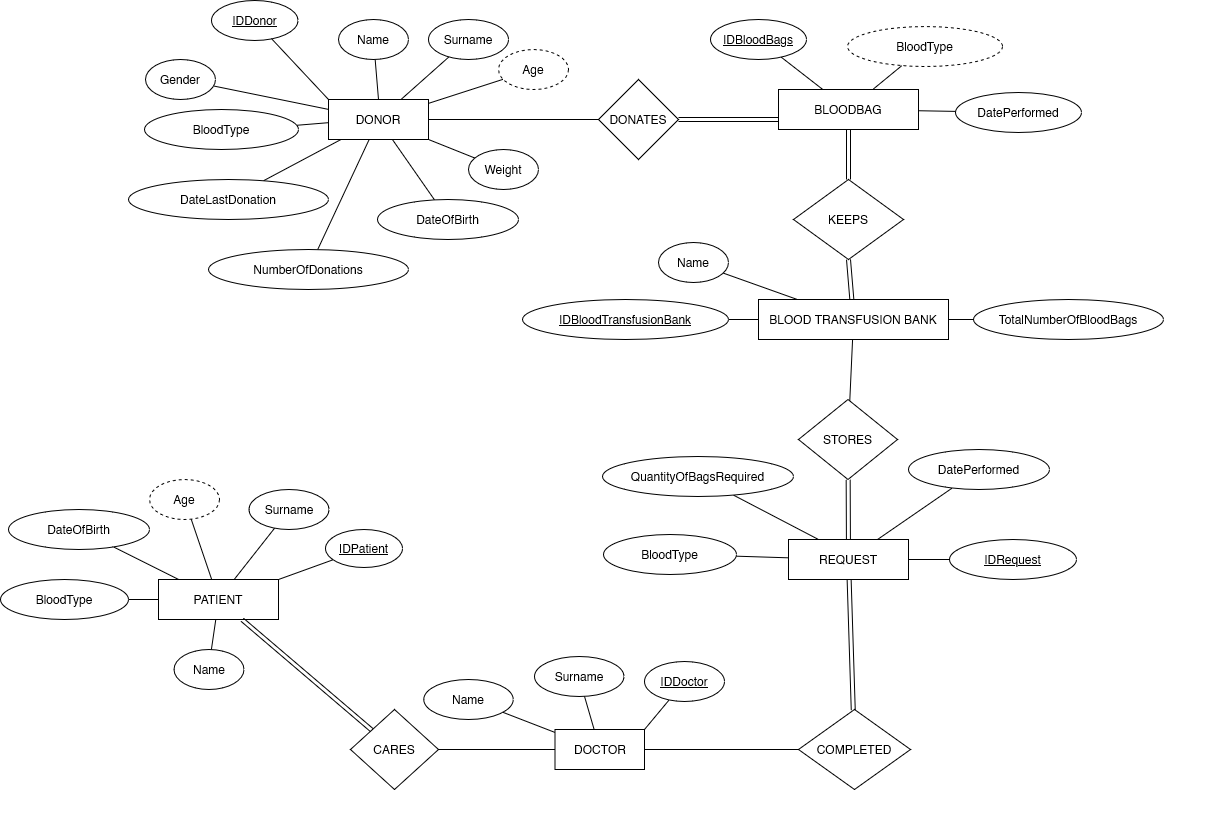 IDDonor
Name
Surname
Age
Gender
BloodType
DONOR
DateLastDonation
NumberOfDonations
DateOfBirth
Weight
DONATES
IDBloodBags
BloodType
BLOODBAG
DatePerformed
KEEPS
Name
IDBloodTransfusionBank
BLOOD TRANSFUSION BANK
TotalNumberOfBloodBags
STORES
QuantityOfBagsRequired
DatePerformed
BloodType
REQUEST
IDRequest
Age
Surname
DateOfBirth
IDPatient
BloodType
PATIENT
Name
CARES
Name
Surname
IDDoctor
DOCTOR
COMPLETED